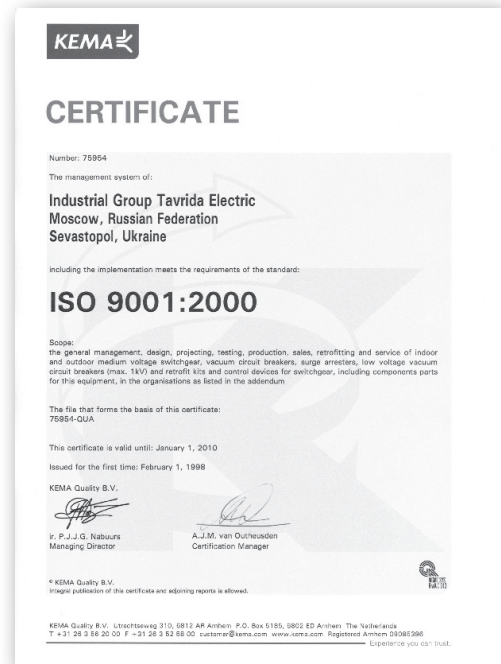 KEMA
CERTIFICATE
Number: 75954
The management system of:
Industrial Group Tavrida Electric
Moscow, Russian Federation
Sevastopol, Ukraine
including the implementation meets the requirements of the standard:
ISO 9001:2000
Scope:
the general management, design, projecting, testing, production, sales, retrofitting and service of indoor
and outdoor medium voltage switchgear, vacuum circuit breakers, surge arresters, low voltage vacuum
circuit breakers (max. 1kV) and retrofit kits and control devices for switchgear, including components parts
for this equipment, in the organisations as listed in the addendum
The file that forms the basis of this certificate:
75954-QUA
This certificate is valid until: January 1, 2010
Issued for the first time: February 1, 1998
KEMA Quality B.V.
ir. P.J.J.G. Nabuurs
Managing Director
A.J.M. van Outheusden
Certification Manager
© KEMA Quality B.V.
Integral publication of this certificate and adjoining reports is allowed.
KEMA Quality B.V. Utrechtseweg 310, 6812 AR Arnhem P.O. Box 5185, 6802 ED Arnhem The Netherlands
T +31 26 3 56 20 00 F +31 26 3 52 58 00 customer@kema.com www.kema.com Registered Arnhem 09085396
Experience you can trust.